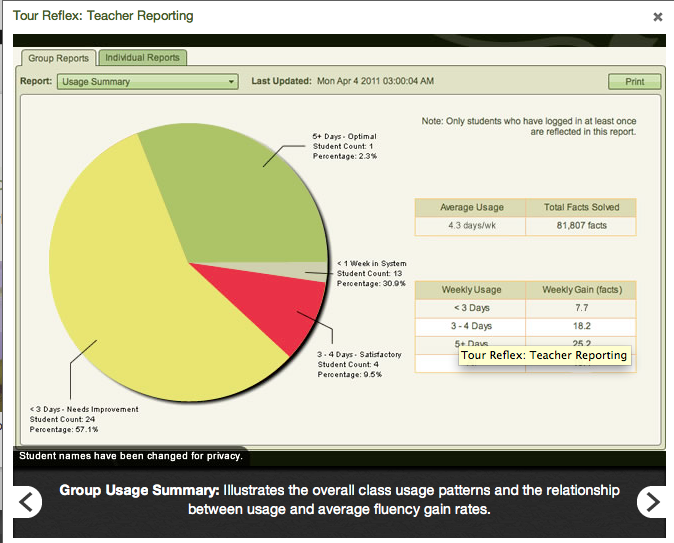 Tour Reflex: Teacher Reporting
Group Reports
Individual Reports
Report: Usage Summary
Last Updated: Mon Apr 4 2011 03:00:04 AM
Print
Note: Only students who have logged in at least once
are reflected in this report.
5+ Days - Optimal
Student Count: 1
Percentage: 2.3%
< 1 Week in System
Student Count: 13
Percentage: 30.9%
3 - 4 Days - Satisfactory
Student Count: 4
Percentage: 9.5%
< 3 Days - Needs Improvement
Student Count: 24
Percentage: 57.1%
Average Usage Total Facts Solved
4.3 days/wk 81,807 facts
Weekly Usage Weekly Gain (facts)
< 3 Days 7.7
3 - 4 Days 18.2
5+ Days 25.2
Tour Reflex: Teacher Reporting
Student names have been changed for privacy.
Group Usage Summary: Illustrates the overall class usage patterns and the relationship
between usage and average fluency gain rates.